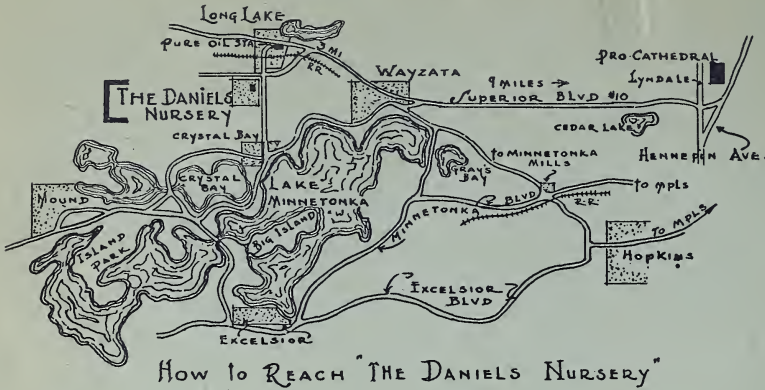 LONG LAKE
PURE OIL STA.
3 MI
R.R.
WAYZATA
9 MILES →
SUPERIOR BLVD #10
PRO-CATHEDRAL
LYNDALE
THE DANIELS
NURSERY
CEDAR LAKE
HENNEPIN AVE.
CRYSTAL BAY
CRYSTAL
BAY
LAKE
MINNETONKA
GRAY'S
BAY
to MINNETONKA
MILLS
to MPLS
R.R.
MOUND
BIG ISLAND
MINNETONKA BLVD
ISLAND
PARK
TO MPLS
HOPKINS
EXCELSIOR
BLVD
EXCELSIOR
HOW to REACH "THE DANIELS NURSERY"